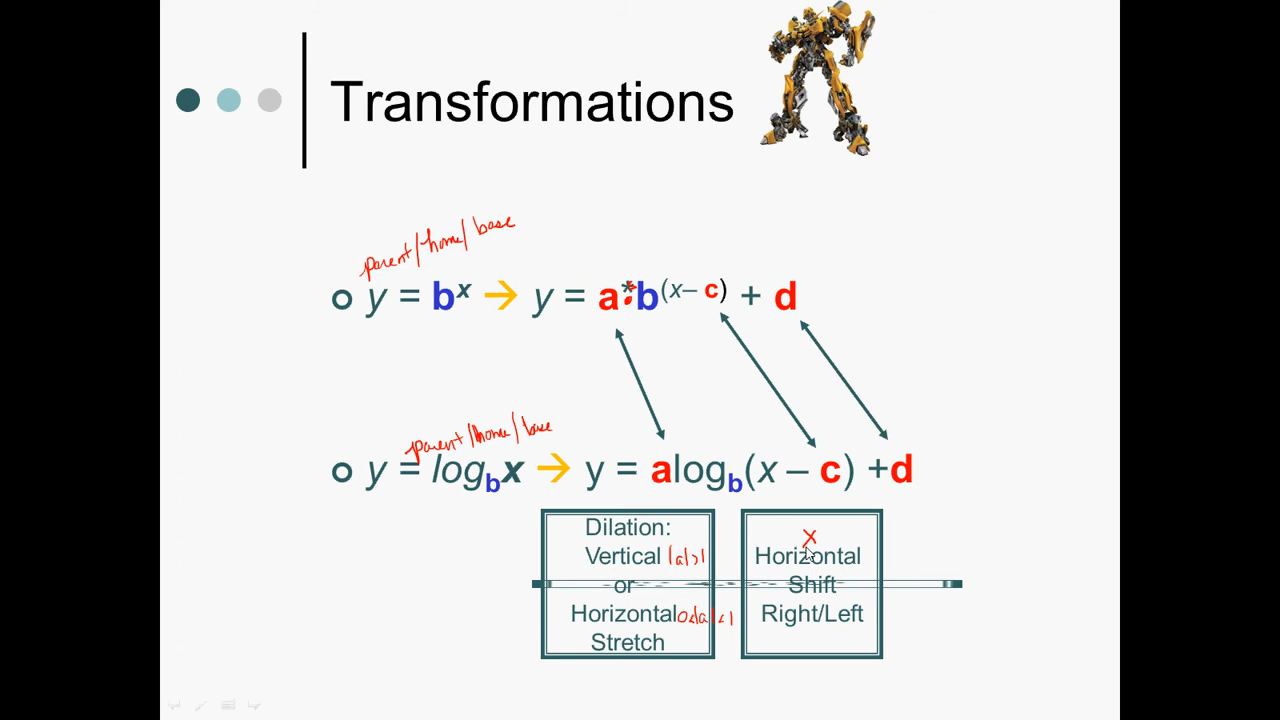 Transformations
parent/home/base
y = bˣ → y = a*b⁽ˣ⁻ ᶜ⁾ + d
parent/home/base
y = log_b x → y = alog_b(x – c) +d
Dilation:
Vertical |a|>1
or
Horizontal 0<|a|<1
Stretch
x
Horizontal
Shift
Right/Left